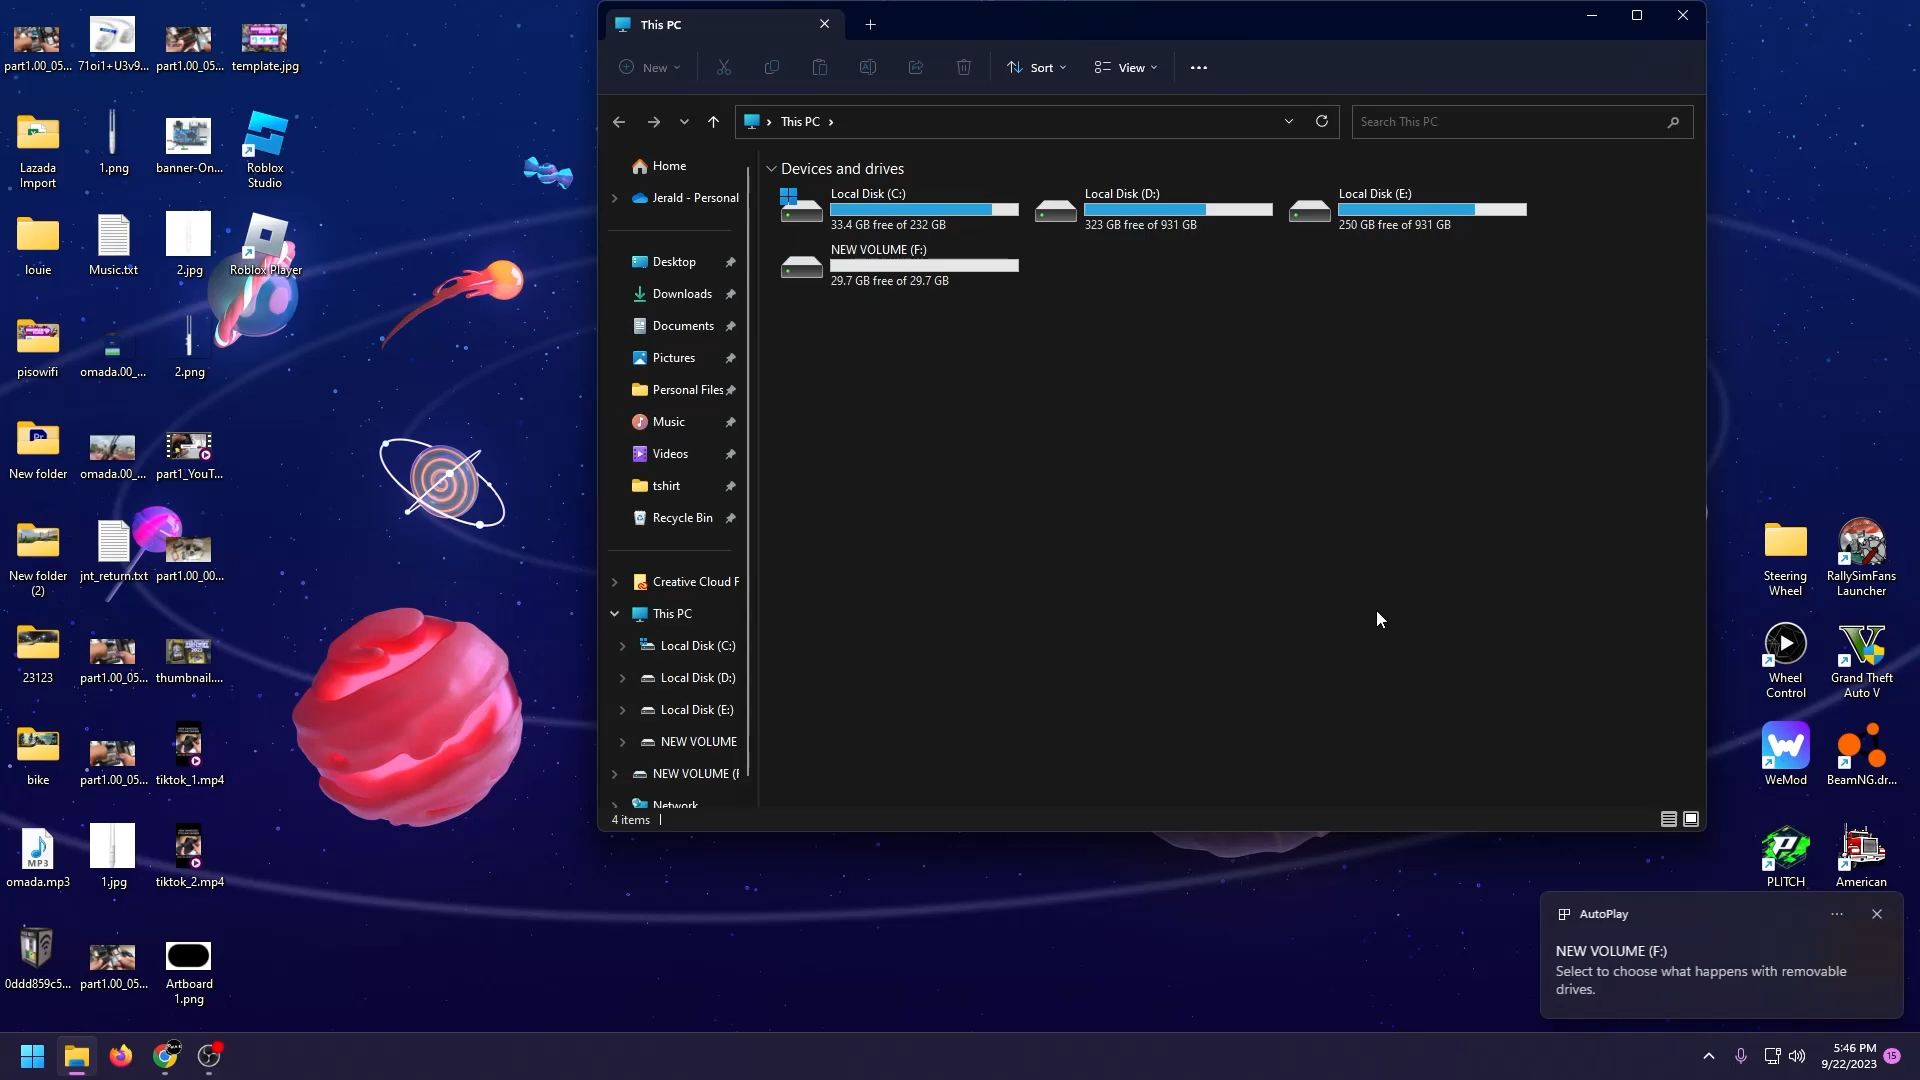 This PC
New
Sort
View
This PC
Search This PC
Home
Jerald - Personal
Desktop
Downloads
Documents
Pictures
Personal Files
Music
Videos
tshirt
Recycle Bin
Creative Cloud F
This PC
Local Disk (C:)
Local Disk (D:)
Local Disk (E:)
NEW VOLUME
NEW VOLUME (F
Network
4 items
Devices and drives
Local Disk (C:)
33.4 GB free of 232 GB
Local Disk (D:)
323 GB free of 931 GB
Local Disk (E:)
250 GB free of 931 GB
NEW VOLUME (F:)
29.7 GB free of 29.7 GB
part1.00_05...
71oi1+U3v9...
part1.00_05...
template.jpg
Lazada
Import
1.png
banner-On...
Roblox
Studio
louie
Music.txt
2.jpg
Roblox Player
pisowifi
omada.00_...
2.png
New folder
omada.00_...
part1_YouT...
New folder
(2)
jnt_return.txt
part1.00_00...
23123
part1.00_05...
thumbnail....
bike
part1.00_05...
tiktok_1.mp4
MP3
omada.mp3
1.jpg
tiktok_2.mp4
0ddd859c5...
part1.00_05...
Artboard
1.png
Steering
Wheel
RallySimFans
Launcher
Wheel
Control
Grand Theft
Auto V
WeMod
BeamNG.dr...
PLITCH
American
AutoPlay
NEW VOLUME (F:)
Select to choose what happens with removable
drives.
5:46 PM
9/22/2023
15